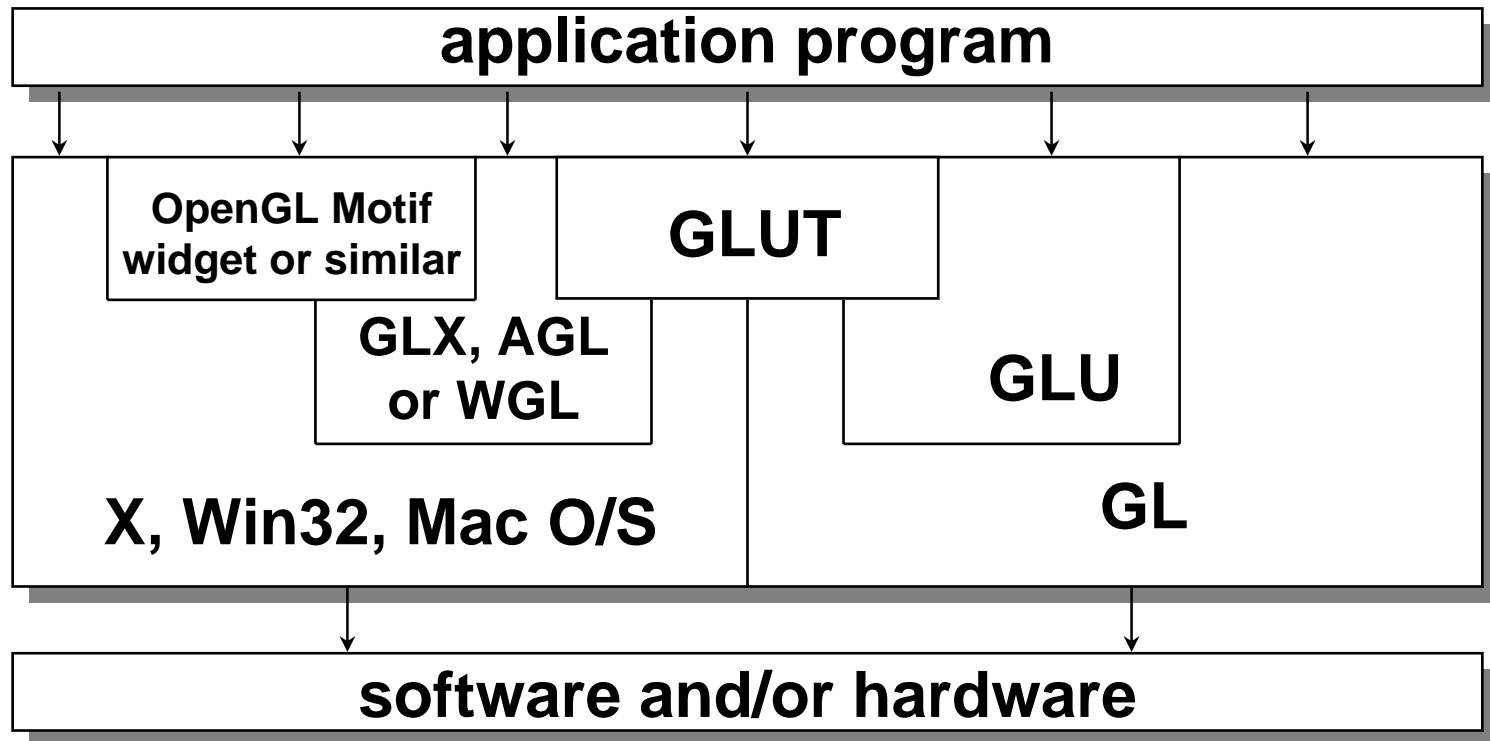 application program
OpenGL Motif
widget or similar
GLUT
GLX, AGL
or WGL
GLU
X, Win32, Mac O/S
GL
software and/or hardware